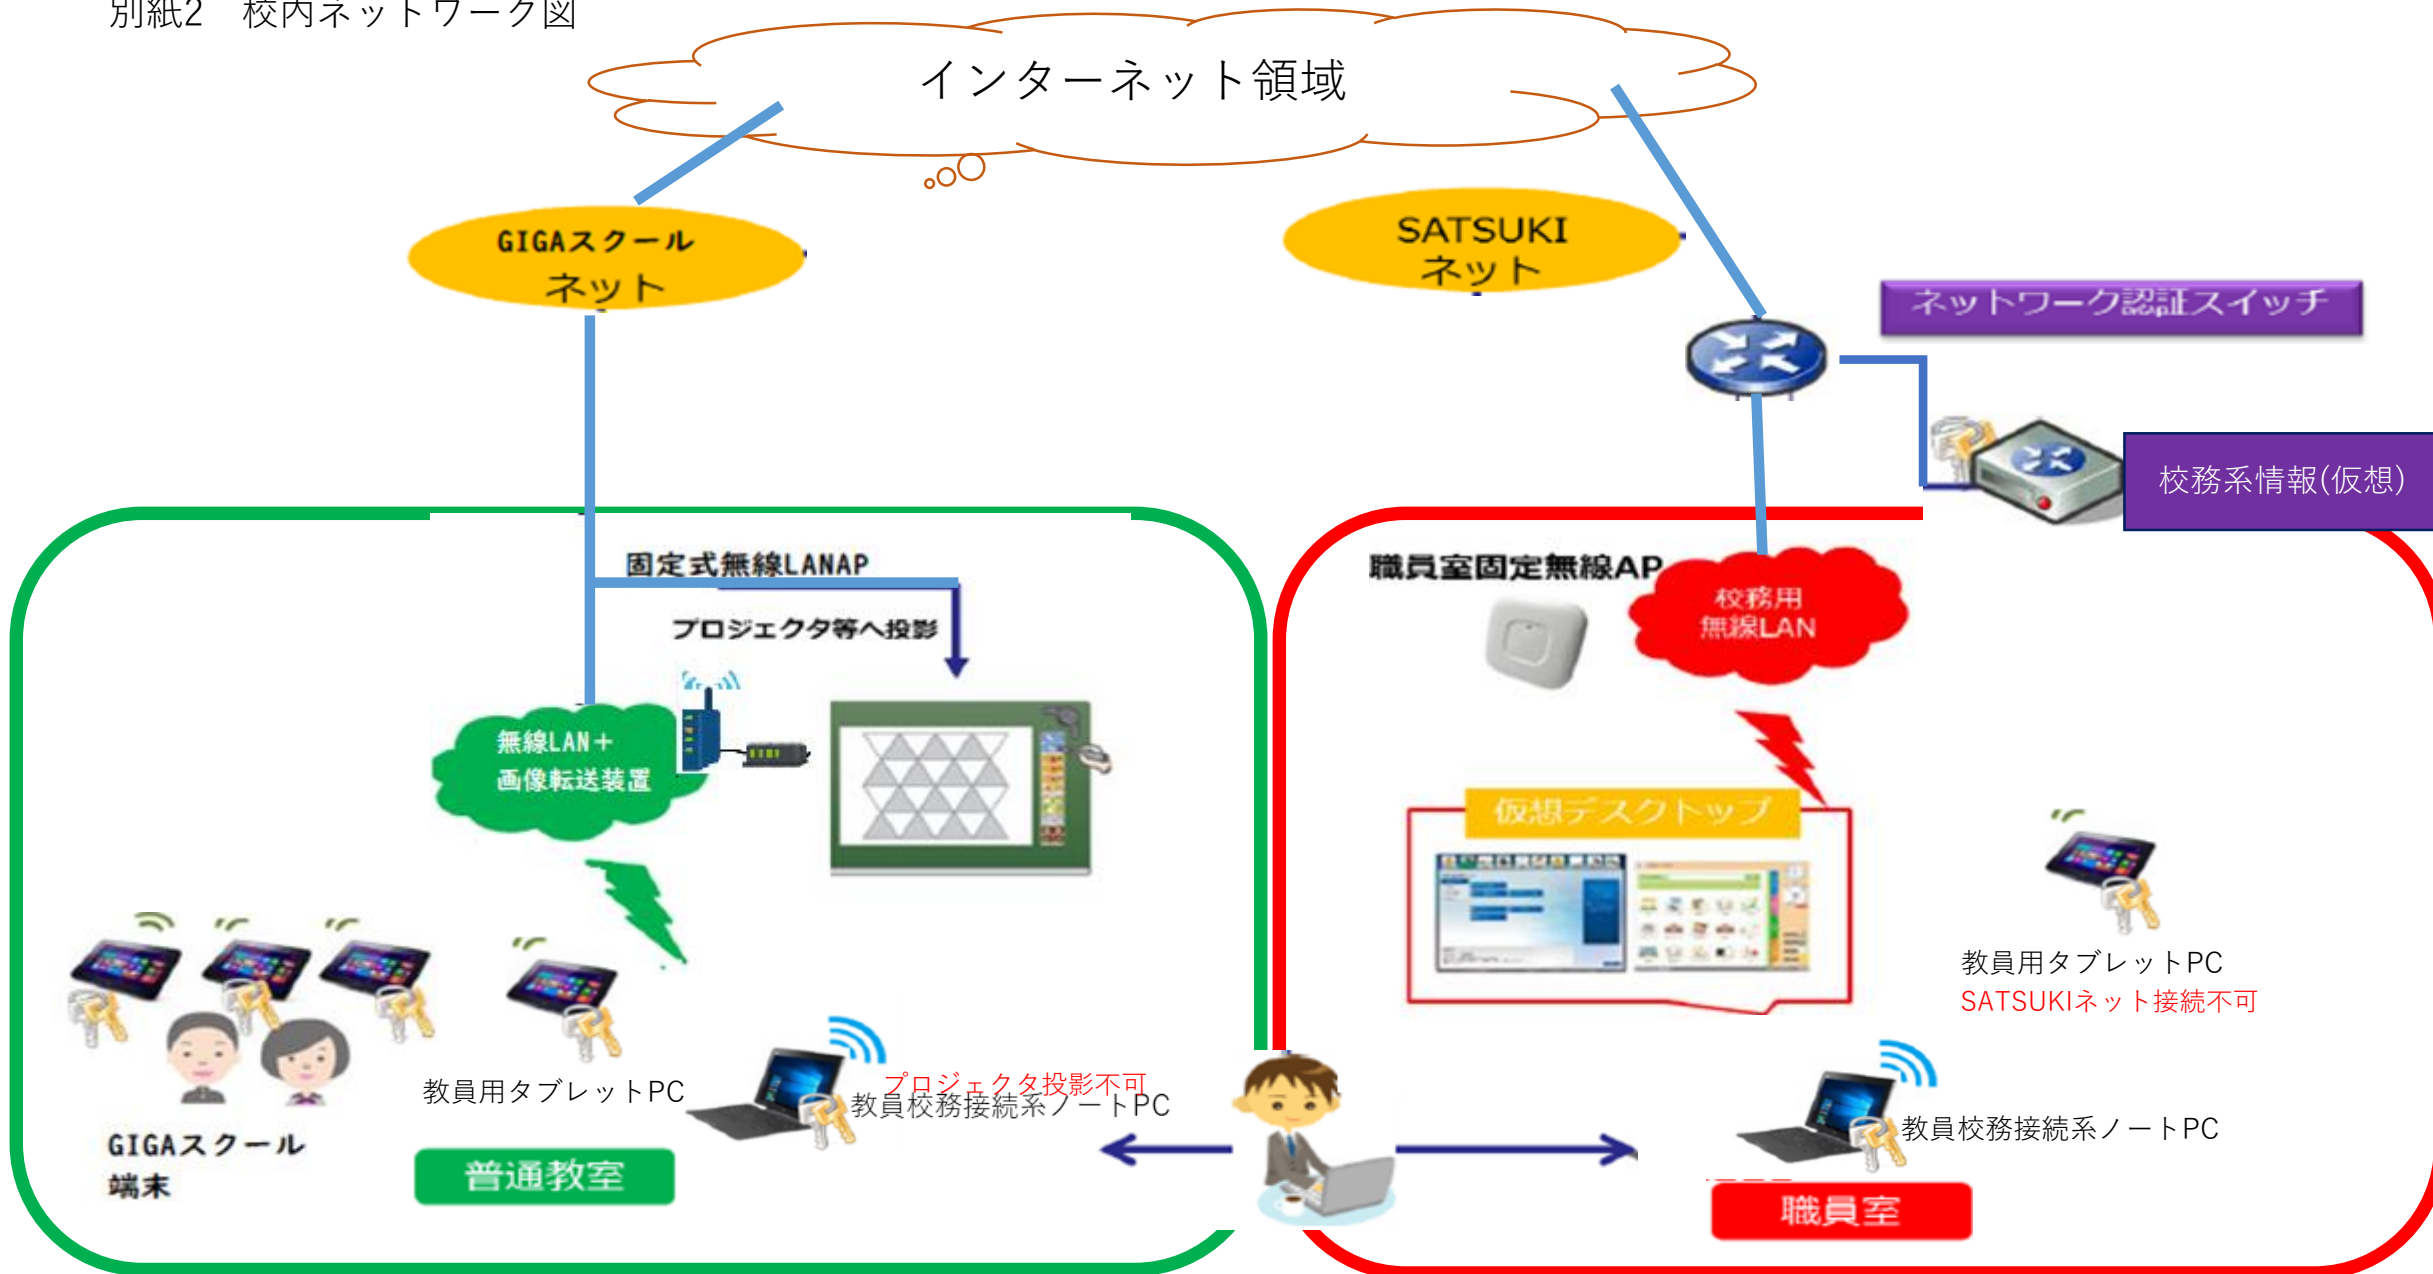 別紙2　校内ネットワーク図
インターネット領域
GIGAスクール
ネット
SATSUKI
ネット
ネットワーク認証スイッチ
校務系情報(仮想)
固定式無線LANAP
プロジェクタ等へ投影
無線LAN＋
画像転送装置
職員室固定無線AP
校務用
無線LAN
仮想デスクトップ
教員用タブレットPC
SATSUKIネット接続不可
教員用タブレットPC
プロジェクタ投影不可
教員校務接続系ノートPC
教員校務接続系ノートPC
GIGAスクール
端末
普通教室
職員室